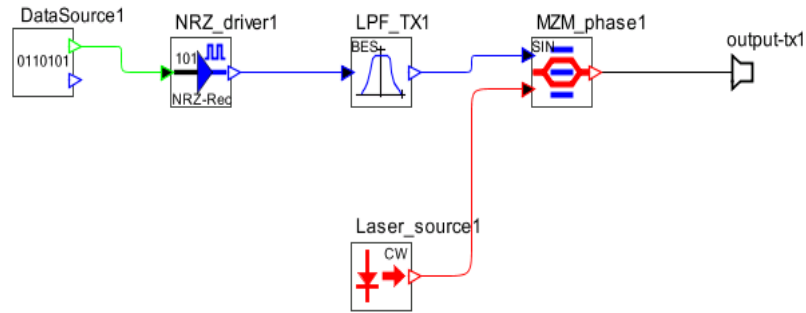 DataSource1
NRZ_driver1
LPF_TX1
MZM_phase1
output-tx1
0110101
101
NRZ-Rec
BES
SIN
Laser_source1
CW